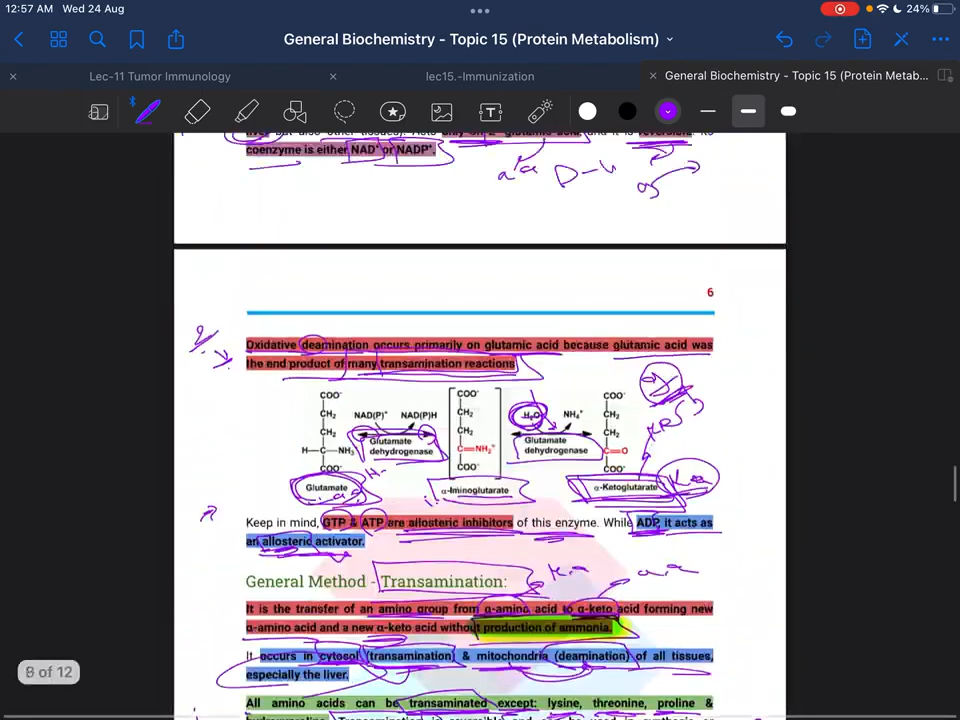 12:57 AM Wed 24 Aug
24%
General Biochemistry - Topic 15 (Protein Metabolism)
Lec-11 Tumor Immunology
lec15.-Immunization
General Biochemistry - Topic 15 (Protein Metab...
coenzyme is either NAD⁺ or NADP⁺.
6
Oxidative deamination occurs primarily on glutamic acid because glutamic acid was
the end product of many transamination reactions
COO⁻ COO⁻ COO⁻
CH₂ NAD(P)⁺ NAD(P)H CH₂ H₂O NH₄⁺ CH₂
CH₂ Glutamate dehydrogenase CH₂ Glutamate dehydrogenase CH₂
H—C—NH₃ C=NH₂⁺ C=O
COO⁻ COO⁻ COO⁻
Glutamate α-Iminoglutarate α-Ketoglutarate
Keep in mind, GTP & ATP are allosteric inhibitors of this enzyme. While ADP, it acts as
an allosteric activator.
General Method - Transamination:
It is the transfer of an amino group from α-amino acid to α-keto acid forming new
α-amino acid and a new α-keto acid without production of ammonia.
It occurs in cytosol (transamination) & mitochondria (deamination) of all tissues,
especially the liver.
All amino acids can be transaminated except: lysine, threonine, proline &
8 of 12